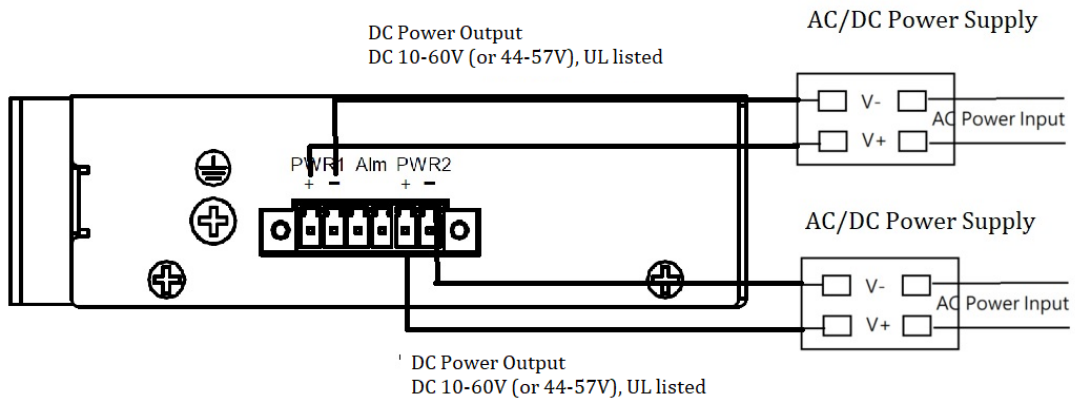 AC/DC Power Supply
DC Power Output
DC 10-60V (or 44-57V), UL listed
V-
AC Power Input
V+
PWR1 Alm PWR2
+ - + -
AC/DC Power Supply
V-
AC Power Input
V+
' DC Power Output
DC 10-60V (or 44-57V), UL listed